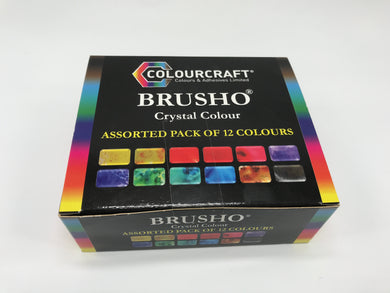 COLOURCRAFT®
Colours & Adhesives Limited
BRUSHO®
Crystal Colour
ASSORTED PACK OF 12 COLOURS
BRUSHO®
Crystal Colour
ASSORTED PACK OF 12 COLOURS